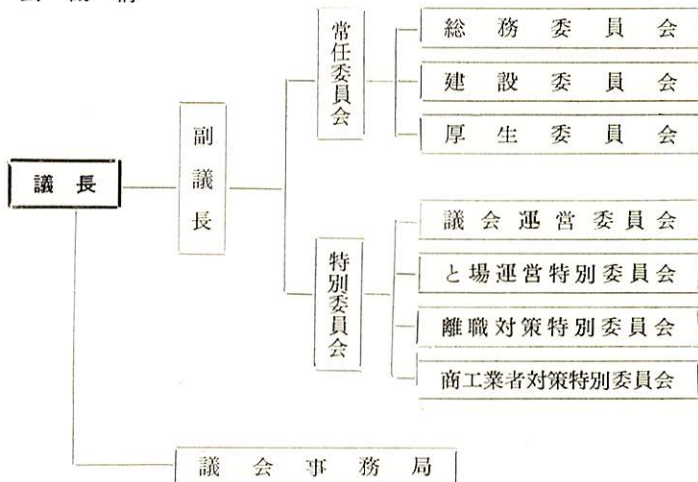 議長
副議長
常任委員会
総務委員会
建設委員会
厚生委員会
特別委員会
議会運営委員会
と場運営特別委員会
離職対策特別委員会
商工業者対策特別委員会
議会事務局